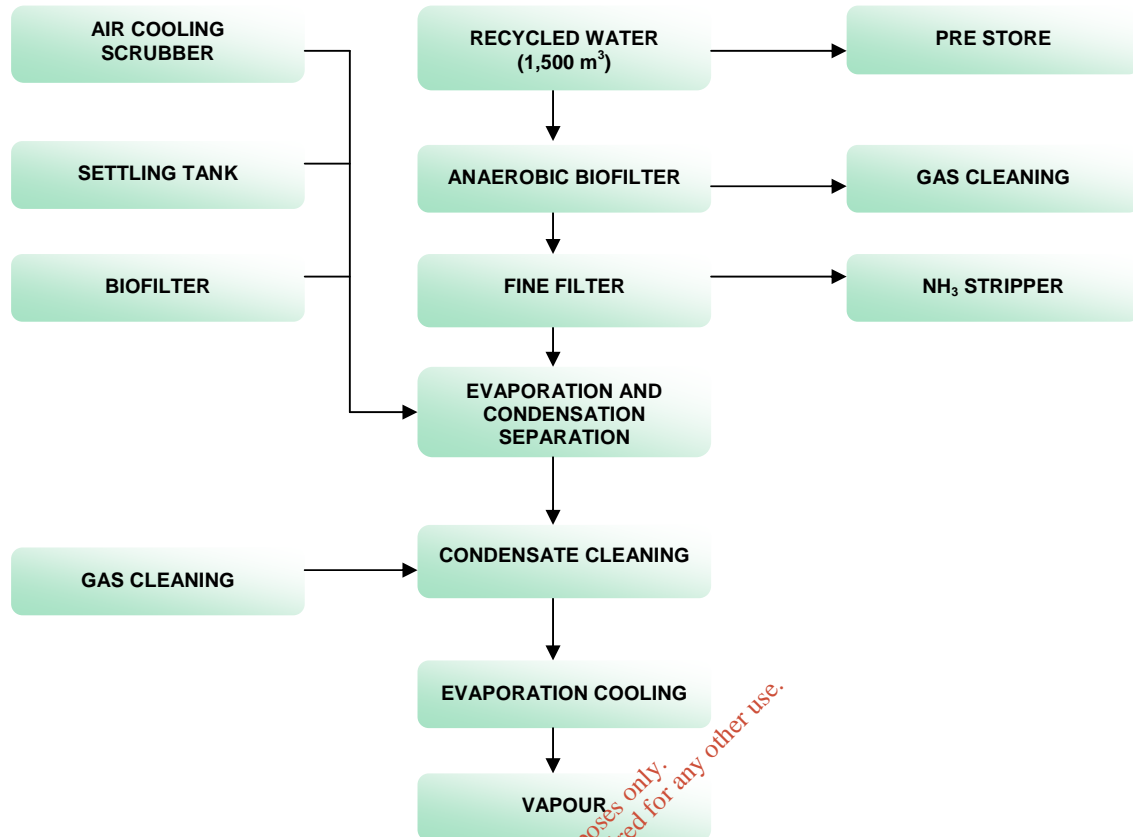 AIR COOLING
SCRUBBER
RECYCLED WATER
(1,500 m³)
PRE STORE
SETTLING TANK
ANAEROBIC BIOFILTER
GAS CLEANING
BIOFILTER
FINE FILTER
NH₃ STRIPPER
EVAPORATION AND
CONDENSATION
SEPARATION
GAS CLEANING
CONDENSATE CLEANING
EVAPORATION COOLING
VAPOUR
oses only.
red for any other use.